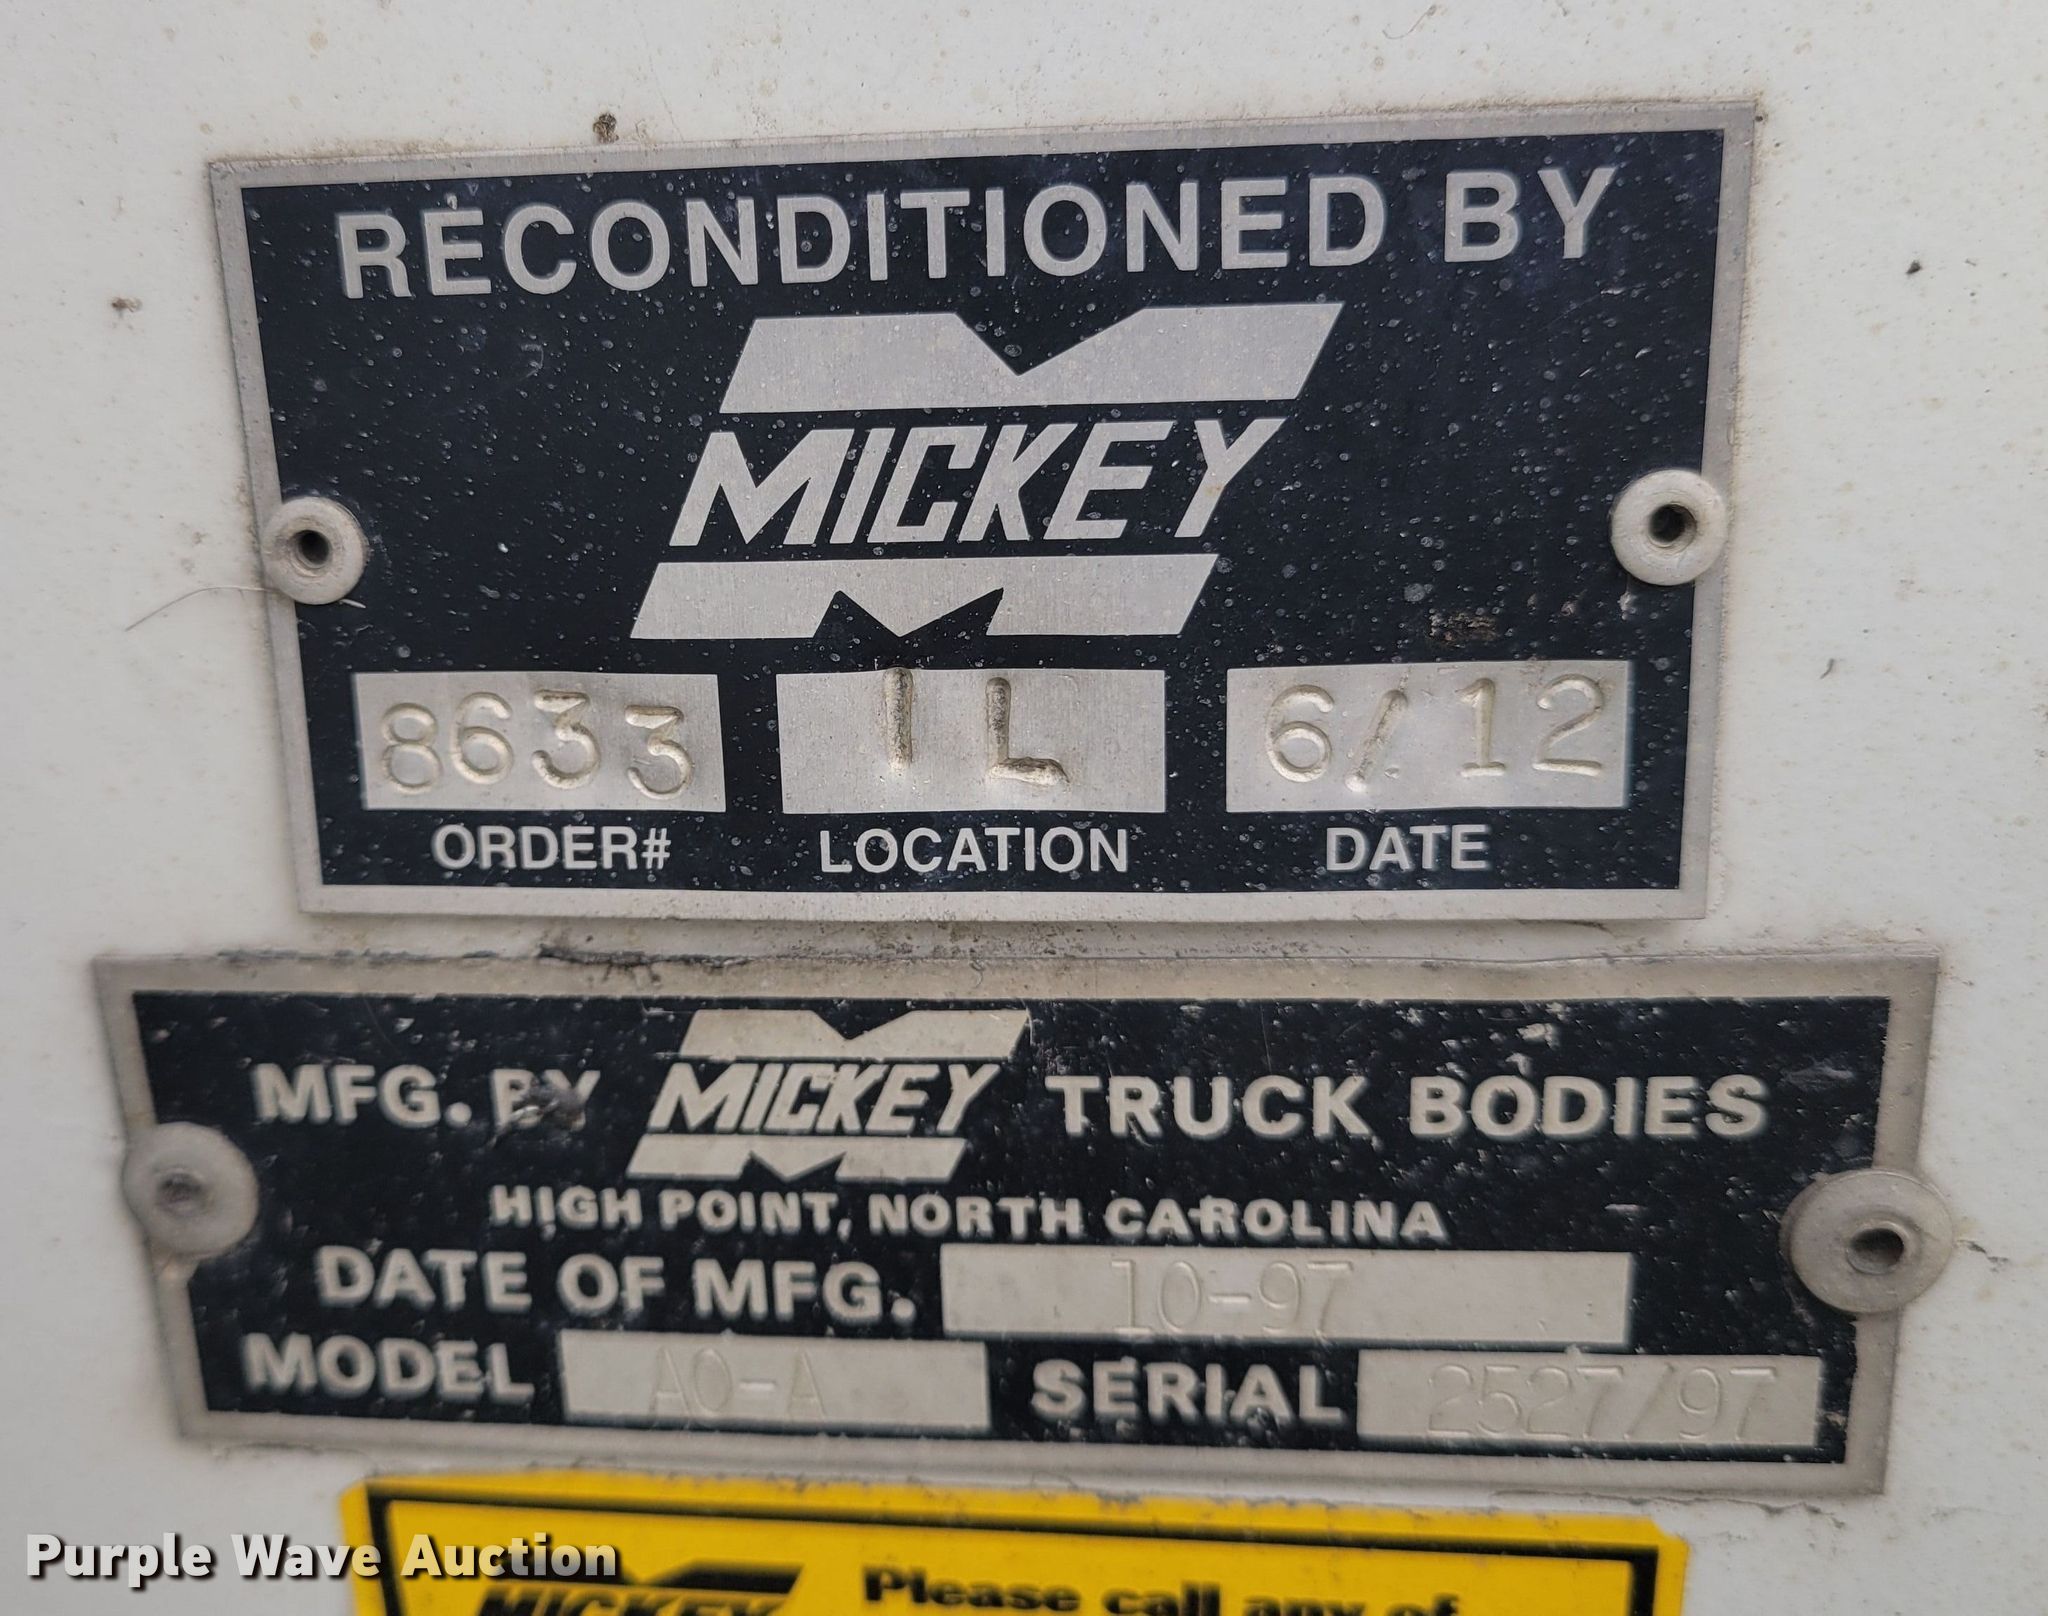 RECONDITIONED BY
MICKEY
8633 IL 6/12
ORDER# LOCATION DATE
MFG. BY MICKEY TRUCK BODIES
HIGH POINT, NORTH CAROLINA
DATE OF MFG. 10-97
MODEL AO-A SERIAL 2527/97
Please call any of
MICKEY
Purple Wave Auction